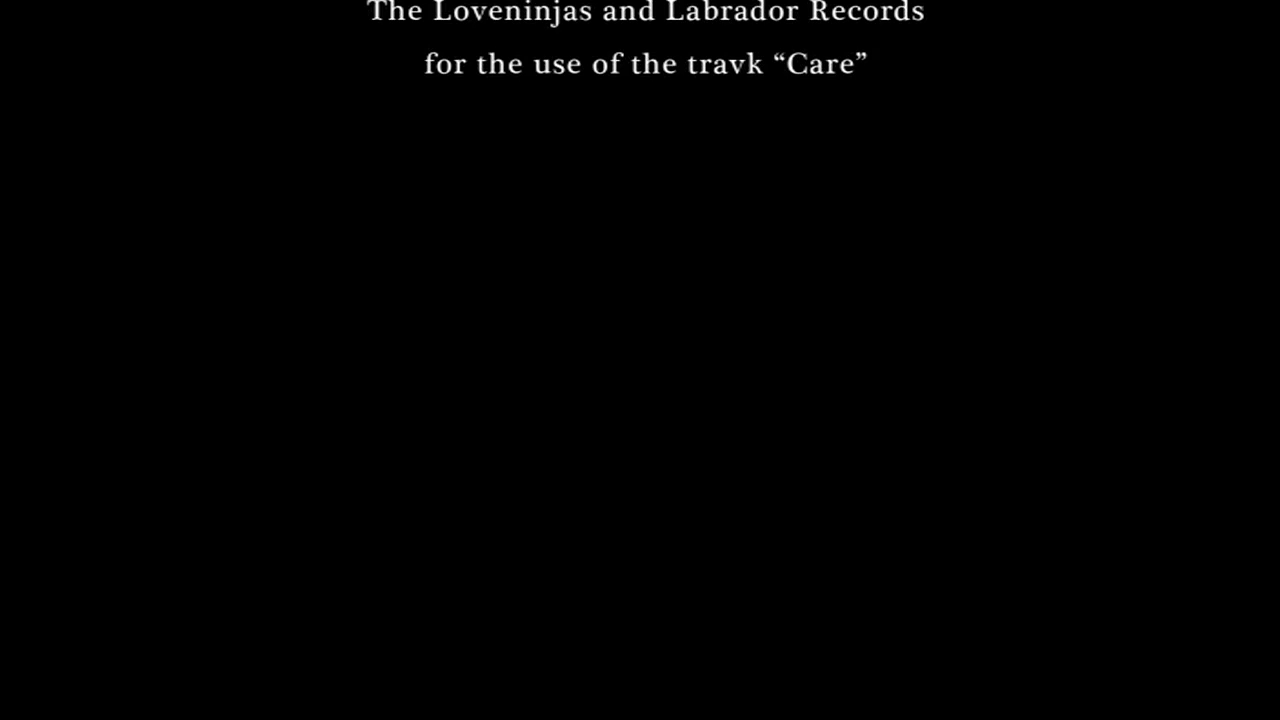 The Loveninjas and Labrador Records
for the use of the travk “Care”